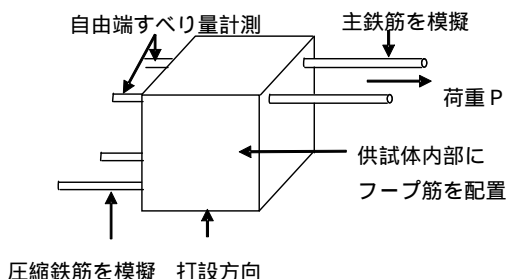 自由端すべり量計測
主鉄筋を模擬
荷重 P
供試体内部に
フープ筋を配置
圧縮鉄筋を模擬
打設方向